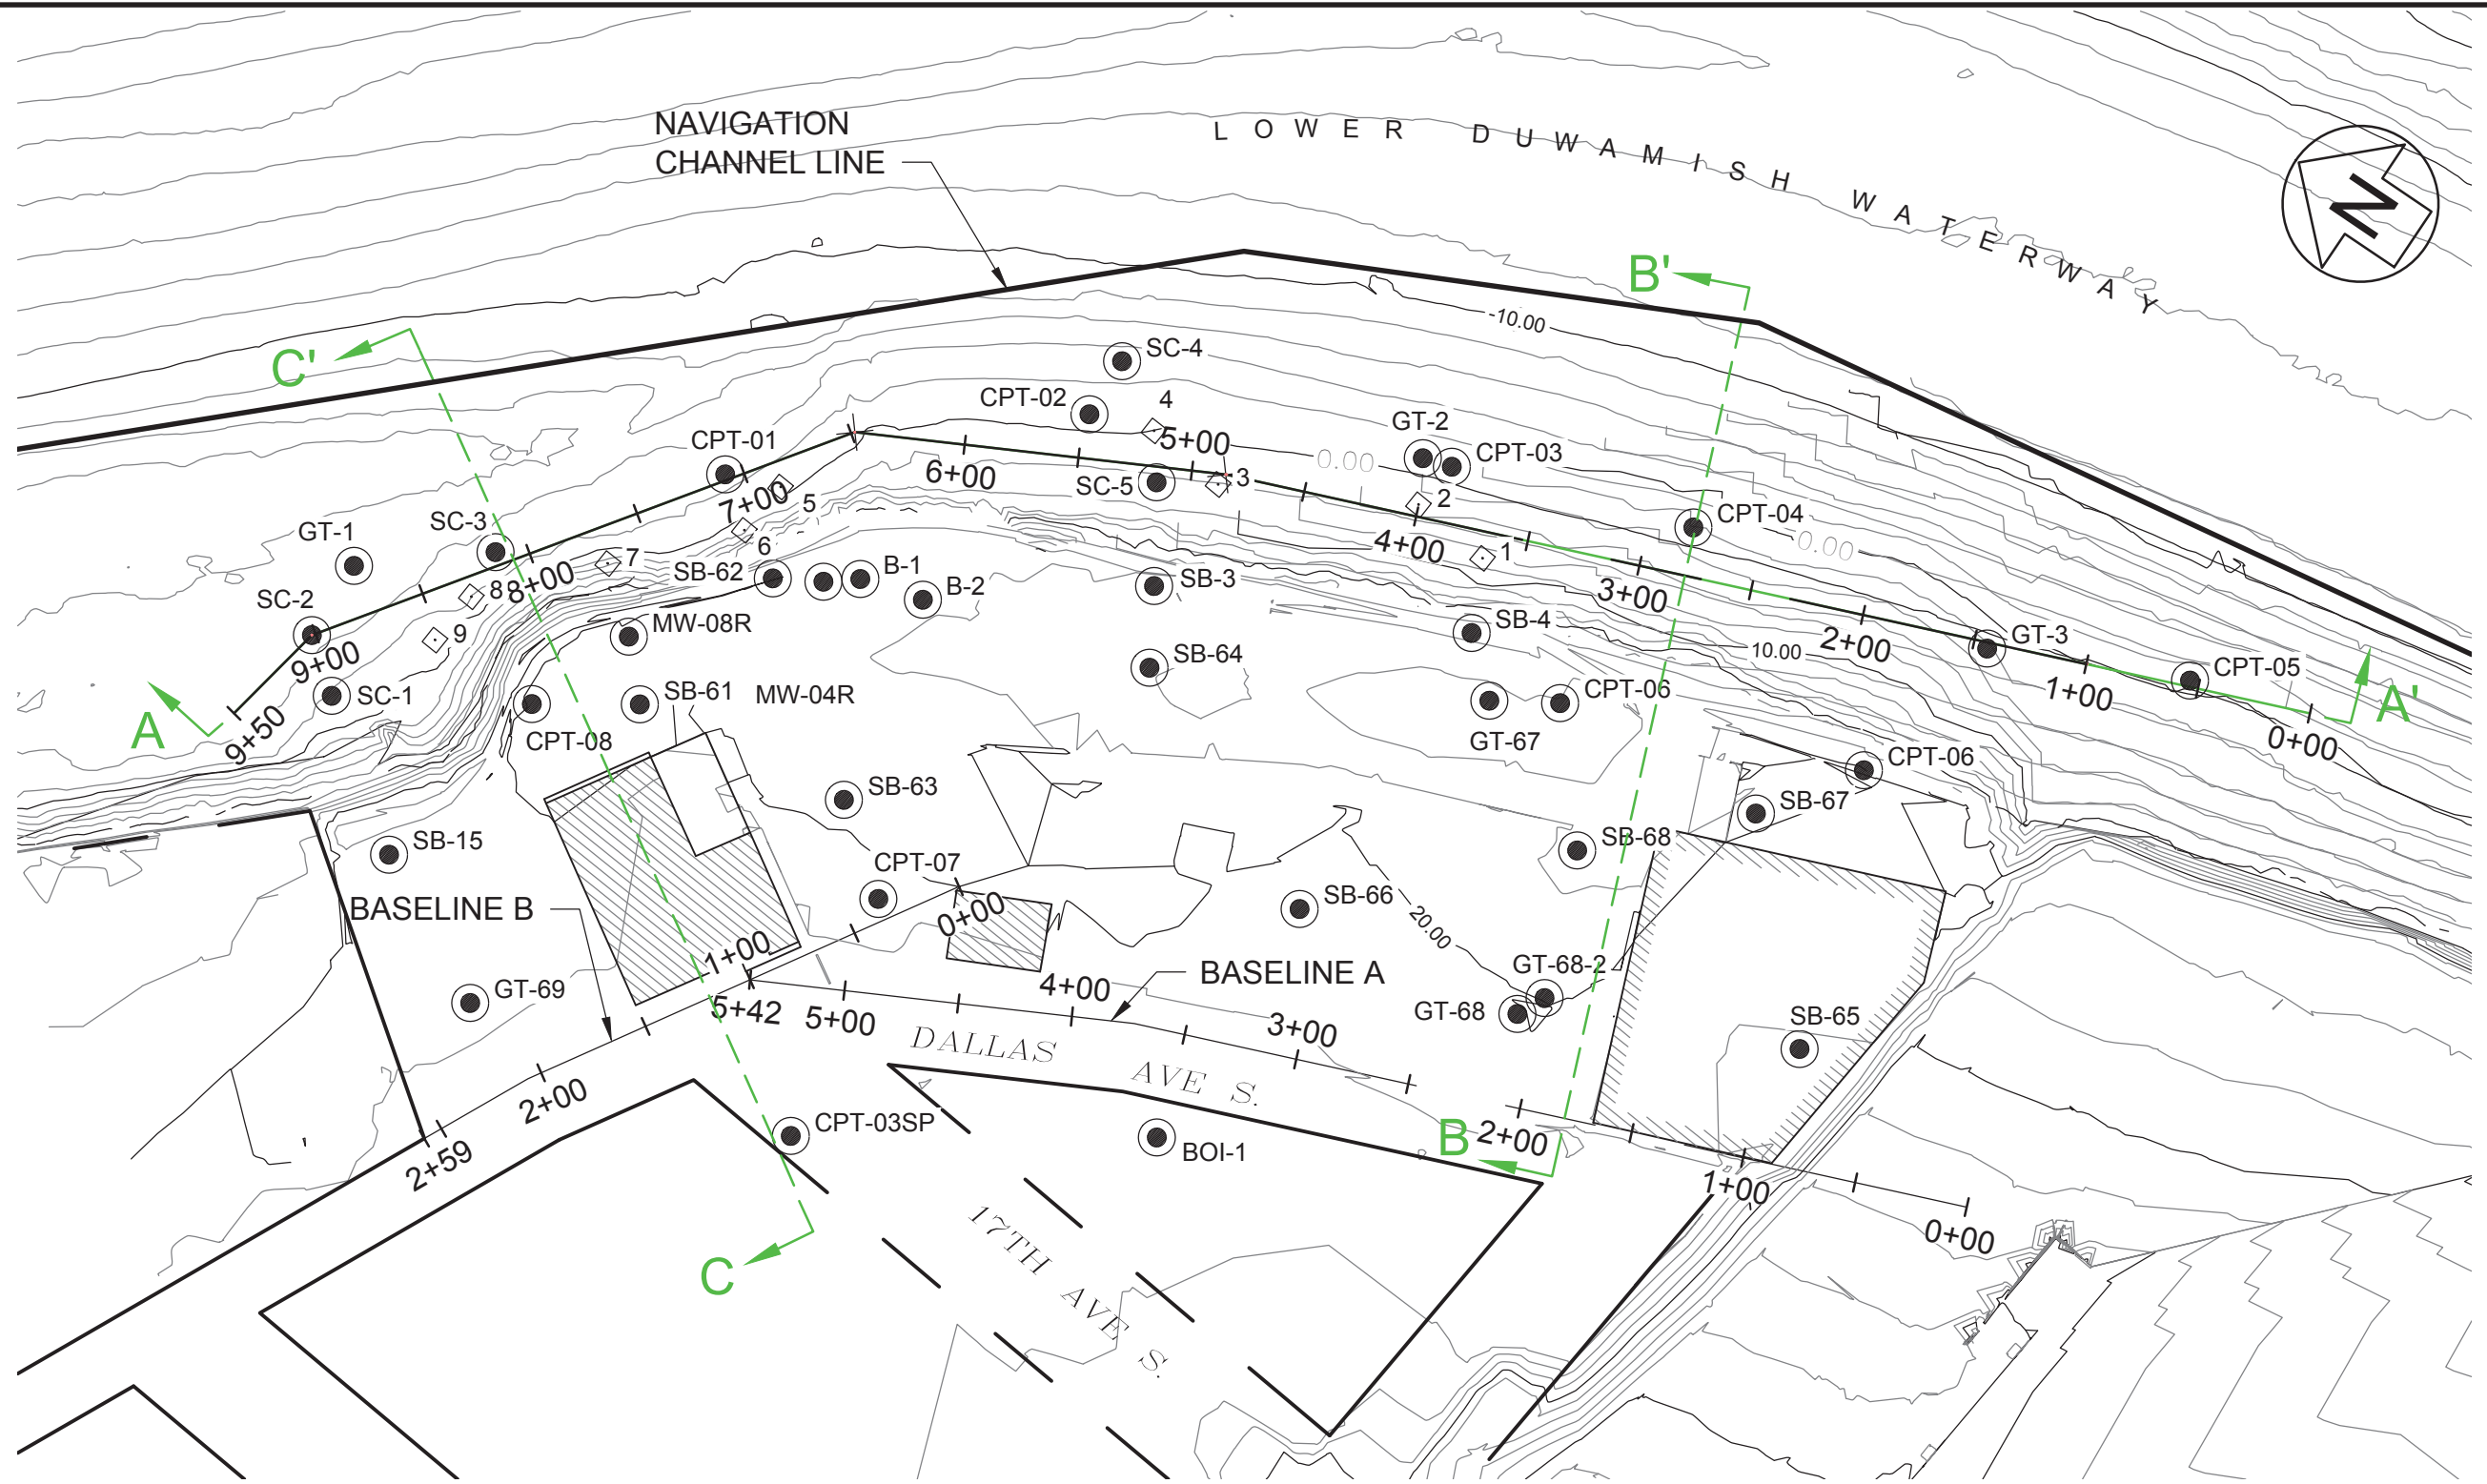 NAVIGATION
CHANNEL LINE
LOWER DUWAMISH WATERWAY
N
B'
-10.00
C'
SC-4
CPT-02
4
5+00
GT-2
CPT-03
CPT-01
6+00
SC-5
3
0.00
2
7+00
5
SC-3
GT-1
6
7
4+00
1
CPT-04
0.00
SB-62
B-1
B-2
SB-3
3+00
8
8+00
SC-2
9
MW-08R
SB-4
2+00
GT-3
9+00
SC-1
SB-61
MW-04R
SB-64
10.00
CPT-06
1+00
CPT-05
A
9+50
CPT-08
GT-67
A'
0+00
SB-63
CPT-06
SB-67
SB-15
CPT-07
SB-68
BASELINE B
0+00
SB-66
20.00
1+00
BASELINE A
GT-68-2
GT-69
5+42
5+00
4+00
3+00
GT-68
SB-65
DALLAS AVE S.
2+00
2+59
CPT-03SP
BOI-1
B
2+00
1+00
0+00
C
17TH AVE S.